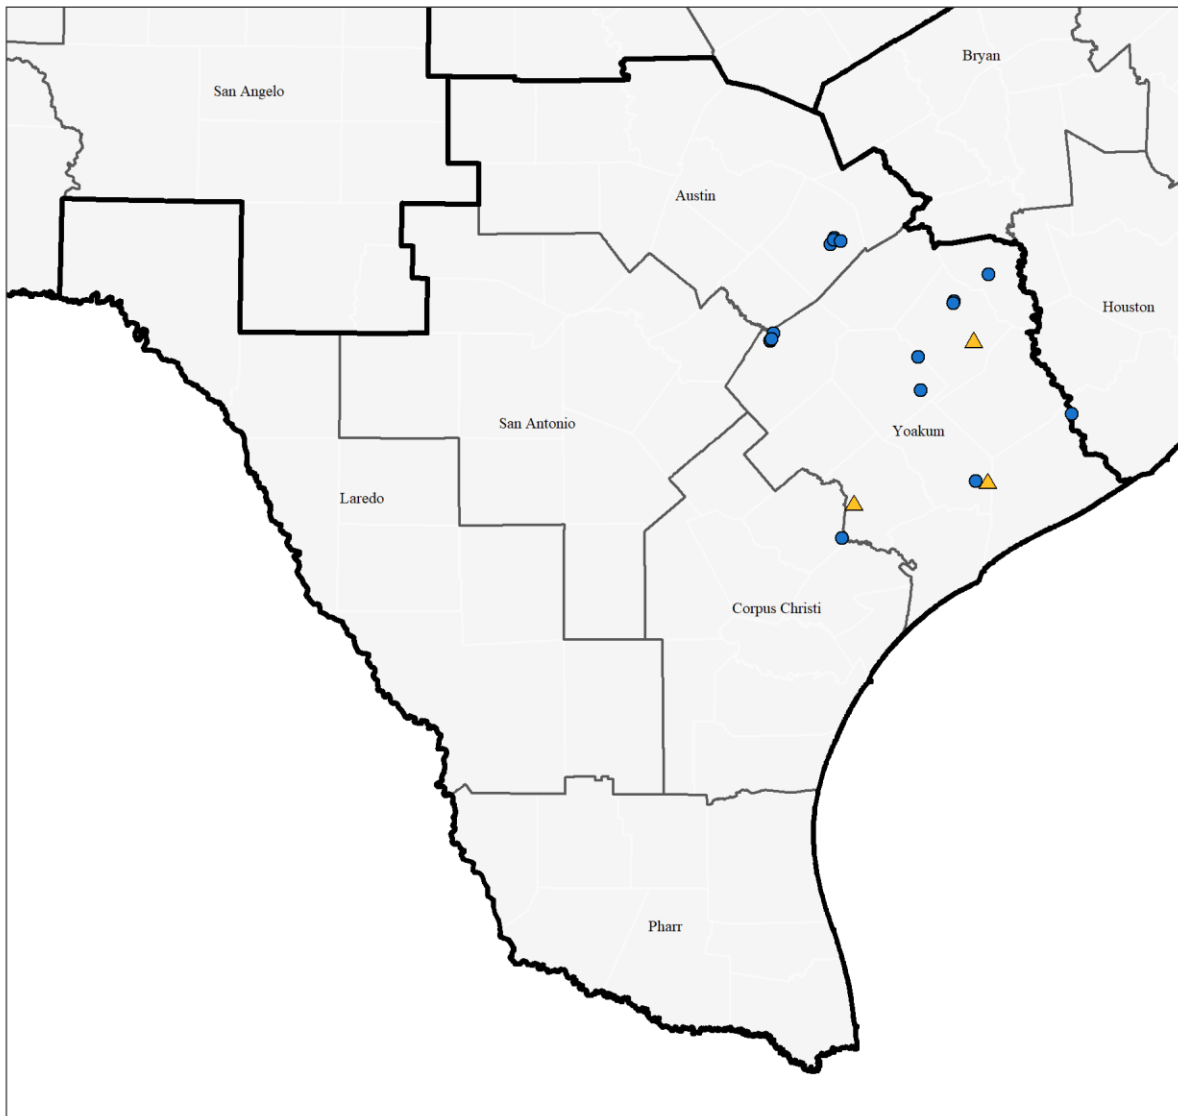 Bryan
San Angelo
Austin
Houston
San Antonio
Yoakum
Laredo
Corpus Christi
Pharr